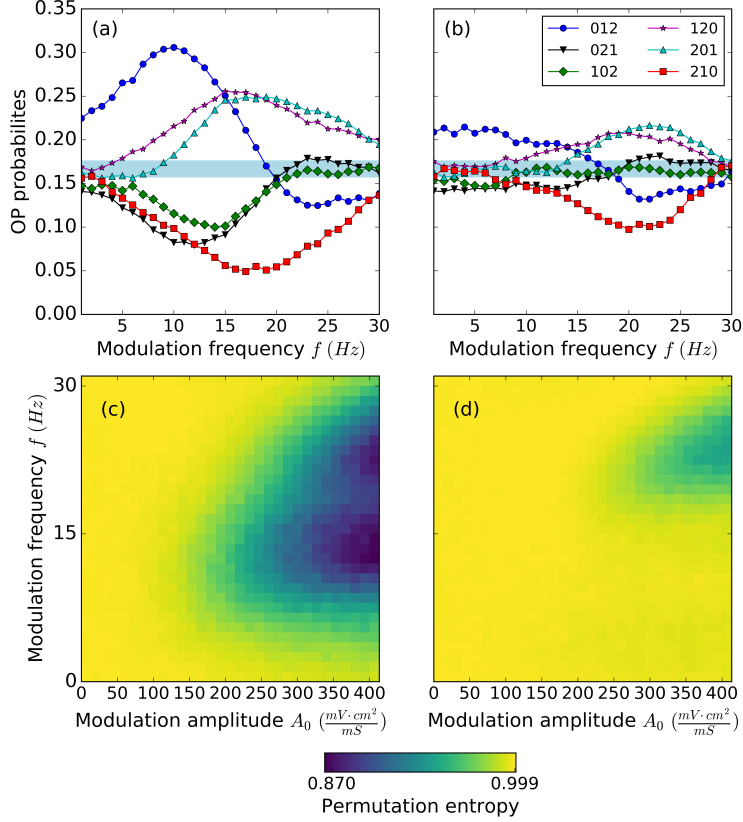 (a)
0.35
0.30
0.25
0.20
0.15
0.10
0.05
0.00
OP probabilites
5 10 15 20 25 30
Modulation frequency f (Hz)
(b)
012 120
021 201
102 210
5 10 15 20 25 30
Modulation frequency f (Hz)
(c)
30
15
0
Modulation frequency f (Hz)
0 50 100 150 200 250 300 350 400
Modulation amplitude A₀ (mV·cm²/mS)
(d)
0 50 100 150 200 250 300 350 400
Modulation amplitude A₀ (mV·cm²/mS)
0.870 0.999
Permutation entropy